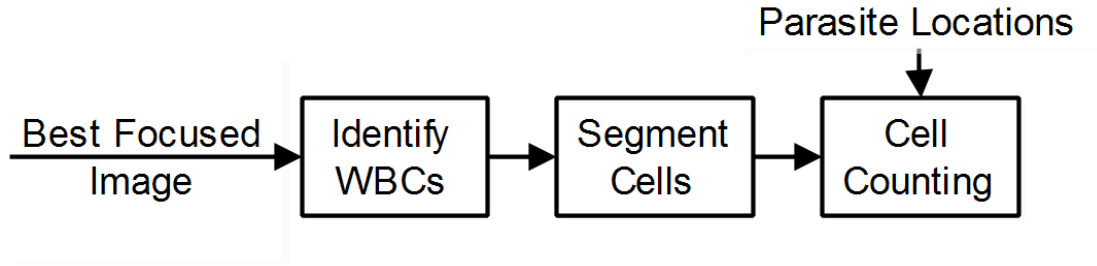 Parasite Locations
Best Focused
Image
Identify
WBCs
Segment
Cells
Cell
Counting